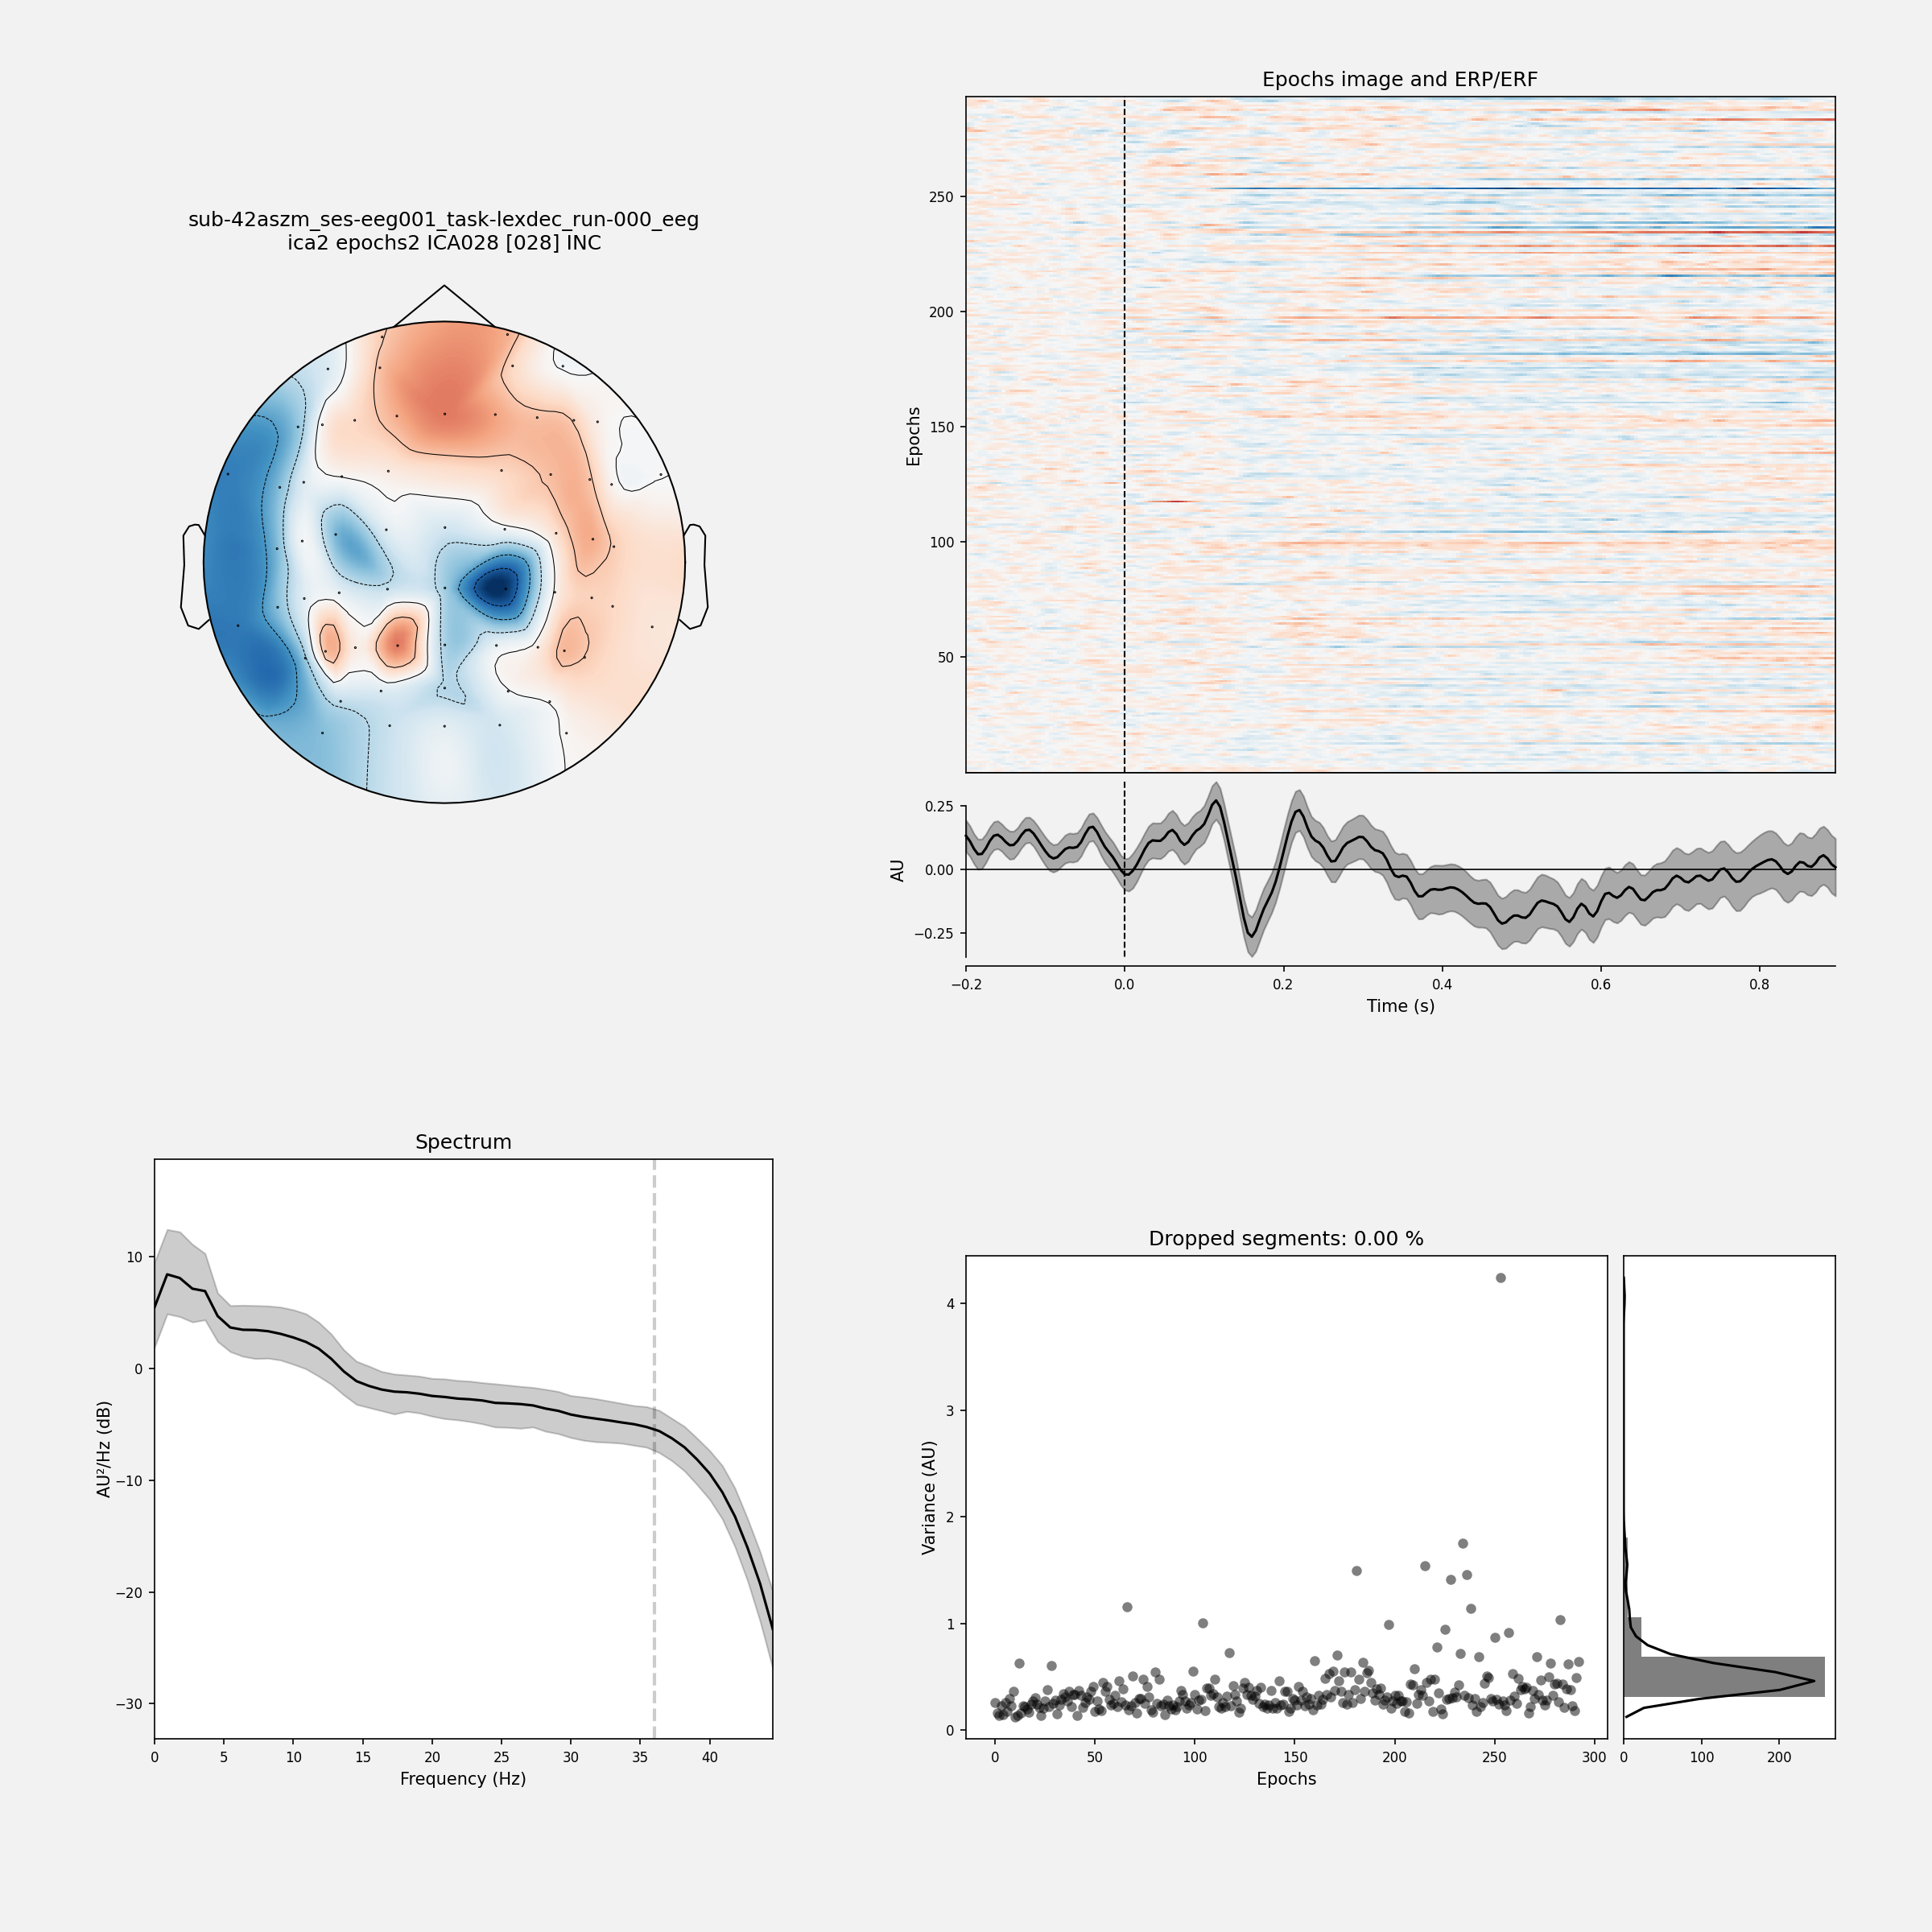 sub-42aszm_ses-eeg001_task-lexdec_run-000_eeg
ica2 epochs2 ICA028 [028] INC
Epochs image and ERP/ERF
Epochs
250
200
150
100
50
AU
0.25
0.00
−0.25
−0.2 0.0 0.2 0.4 0.6 0.8
Time (s)
Spectrum
AU²/Hz (dB)
10
0
−10
−20
−30
0 5 10 15 20 25 30 35 40
Frequency (Hz)
Dropped segments: 0.00 %
Variance (AU)
4
3
2
1
0
0 50 100 150 200 250 300
Epochs
0 100 200